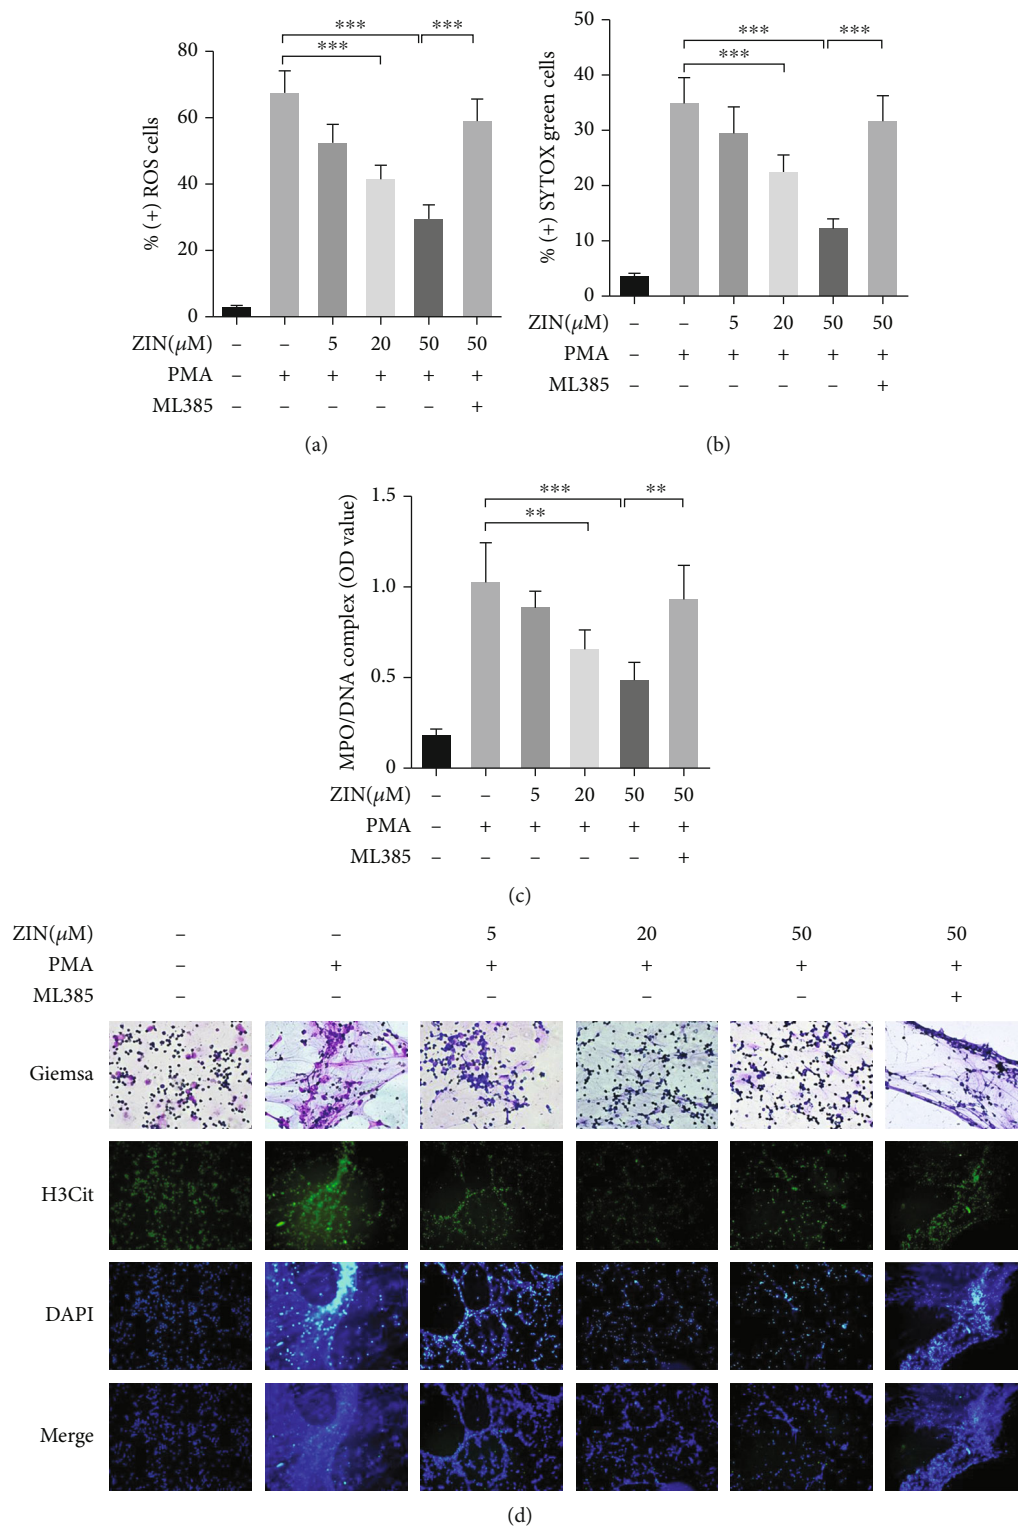 *** ***
***
80
60
40
20
0
% (+) ROS cells
ZIN(μM) – – 5 20 50 50
PMA – + + + + +
ML385 – – – – – +
(a)
*** ***
***
50
40
30
20
10
0
% (+) SYTOX green cells
ZIN(μM) – – 5 20 50 50
PMA – + + + + +
ML385 – – – – – +
(b)
*** **
**
1.5
1.0
0.5
0
MPO/DNA complex (OD value)
ZIN(μM) – – 5 20 50 50
PMA – + + + + +
ML385 – – – – – +
(c)
ZIN(μM) – – 5 20 50 50
PMA – + + + + +
ML385 – – – – – +
Giemsa
H3Cit
DAPI
Merge
(d)